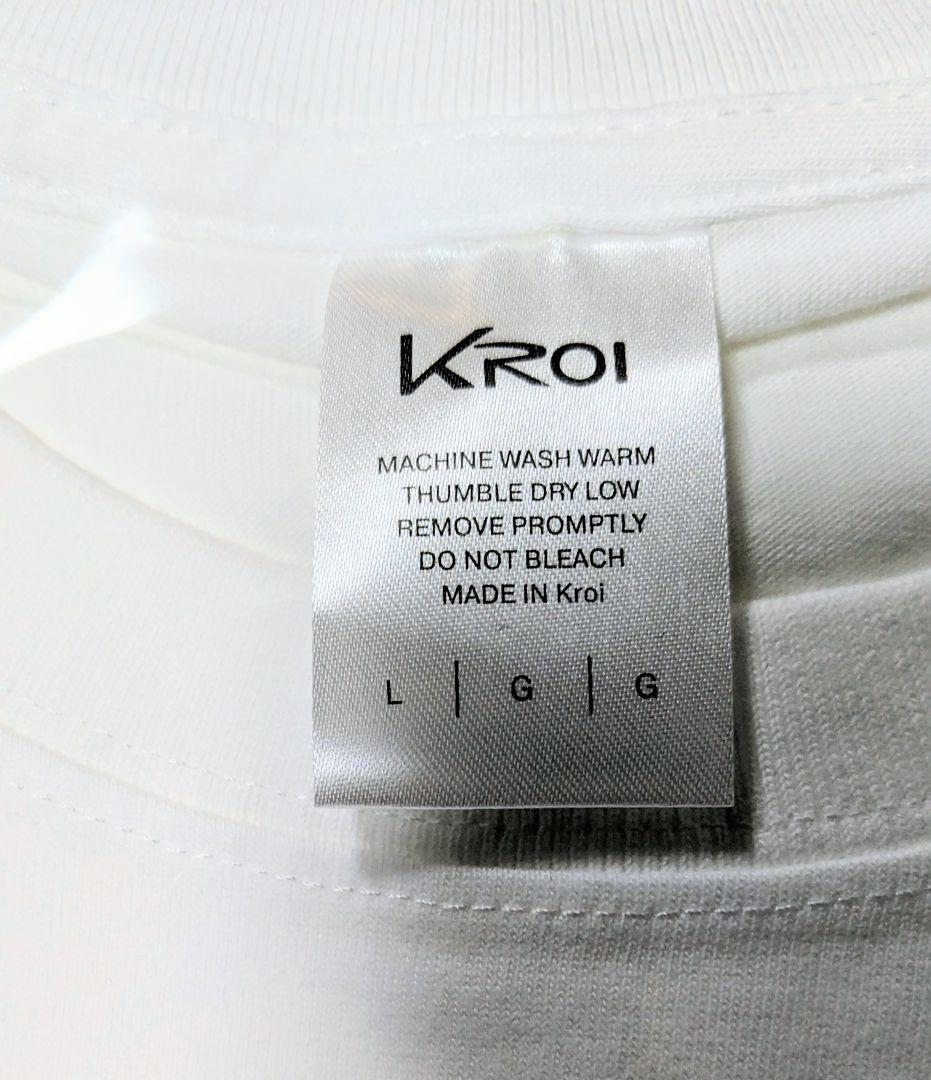 KROI
MACHINE WASH WARM
THUMBLE DRY LOW
REMOVE PROMPTLY
DO NOT BLEACH
MADE IN Kroi
L | G | G